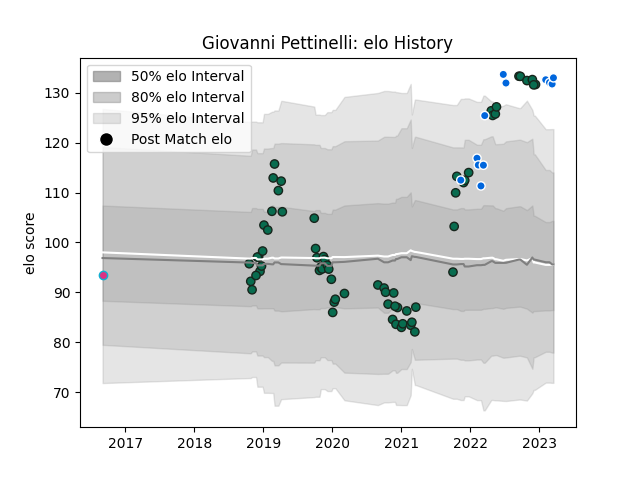 Giovanni Pettinelli: elo History
50% elo Interval
80% elo Interval
95% elo Interval
Post Match elo
elo score
130
120
110
100
90
80
70
2017 2018 2019 2020 2021 2022 2023